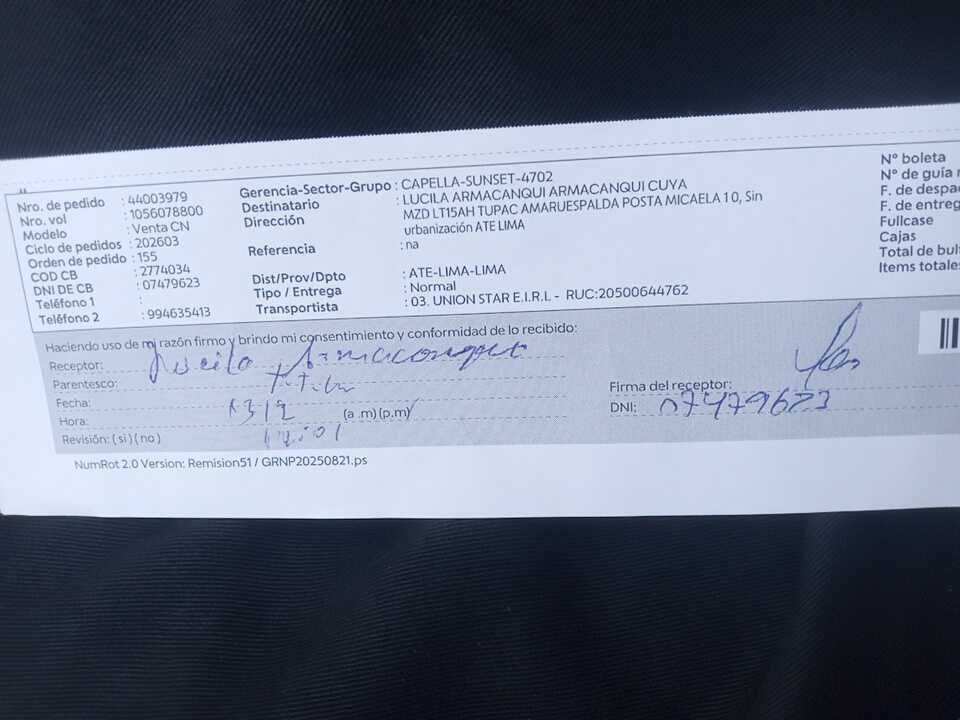 Nro. de pedido : 44003979
Nro. vol : 1056078800
Modelo : Venta CN
Ciclo de pedidos : 202603
Orden de pedido : 155
COD CB : 2774034
DNI DE CB : 07479623
Teléfono 1 :
Teléfono 2 : 994635413
Gerencia-Sector-Grupo : CAPELLA-SUNSET-4702
Destinatario : LUCILA ARMACANQUI ARMACANQUI CUYA
Dirección MZD LT15AH TUPAC AMARUESPALDA POSTA MICAELA 1 0, Sin
urbanización ATE LIMA
Referencia : na
Dist/Prov/Dpto : ATE-LIMA-LIMA
Tipo / Entrega : Normal
Transportista : 03. UNION STAR E.I.R.L - RUC:20500644762
N° boleta
N° de guía
F. de despa
F. de entreg
Fullcase
Cajas
Total de bul
Items totales
Haciendo uso de mi razón firmo y brindo mi consentimiento y conformidad de lo recibido:
Receptor:
Parentesco:
Fecha:
Hora: (a .m) (p.m)
Revisión: ( si ) ( no )
Firma del receptor:
DNI: 07479623
NumRot 2.0 Version: Remision51 / GRNP20250821.ps